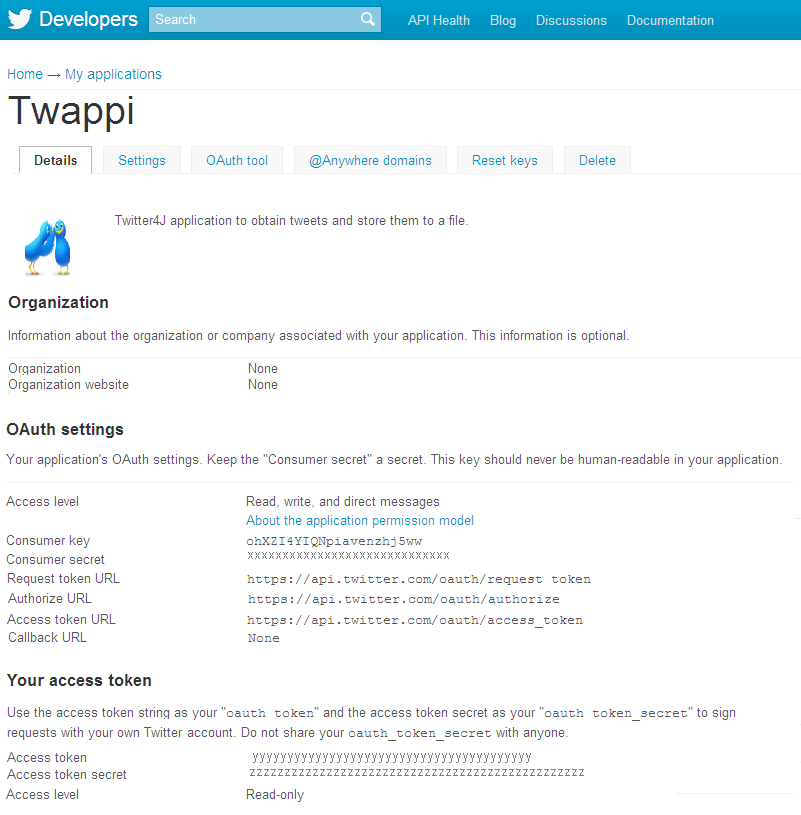 Developers Search API Health Blog Discussions Documentation
Home → My applications
Twappi
Details Settings OAuth tool @Anywhere domains Reset keys Delete
Twitter4J application to obtain tweets and store them to a file.
Organization
Information about the organization or company associated with your application. This information is optional.
Organization None
Organization website None
OAuth settings
Your application's OAuth settings. Keep the "Consumer secret" a secret. This key should never be human-readable in your application.
Access level Read, write, and direct messages
About the application permission model
Consumer key ohXZI4YIQNpiavenzhj5ww
Consumer secret xxxxxxxxxxxxxxxxxxxxxxxxxxxxx
Request token URL https://api.twitter.com/oauth/request token
Authorize URL https://api.twitter.com/oauth/authorize
Access token URL https://api.twitter.com/oauth/access_token
Callback URL None
Your access token
Use the access token string as your "oauth token" and the access token secret as your "oauth token_secret" to sign
requests with your own Twitter account. Do not share your oauth_token_secret with anyone.
Access token yyyyyyyyyyyyyyyyyyyyyyyyyyyyyyyyyyyyyyyy
Access token secret zzzzzzzzzzzzzzzzzzzzzzzzzzzzzzzzzzzzzzzzzzzzzzzz
Access level Read-only